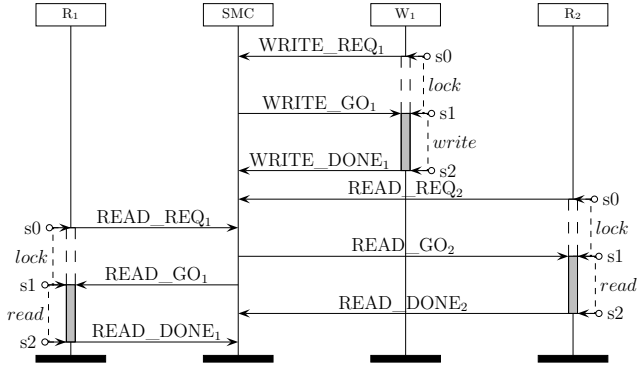 R₁ SMC W₁ R₂
WRITE_REQ₁ s0
lock
WRITE_GO₁ s1
write
WRITE_DONE₁ s2
READ_REQ₂ s0
s0 READ_REQ₁
lock lock
READ_GO₂ s1
s1 READ_GO₁
read read
READ_DONE₂ s2
s2 READ_DONE₁